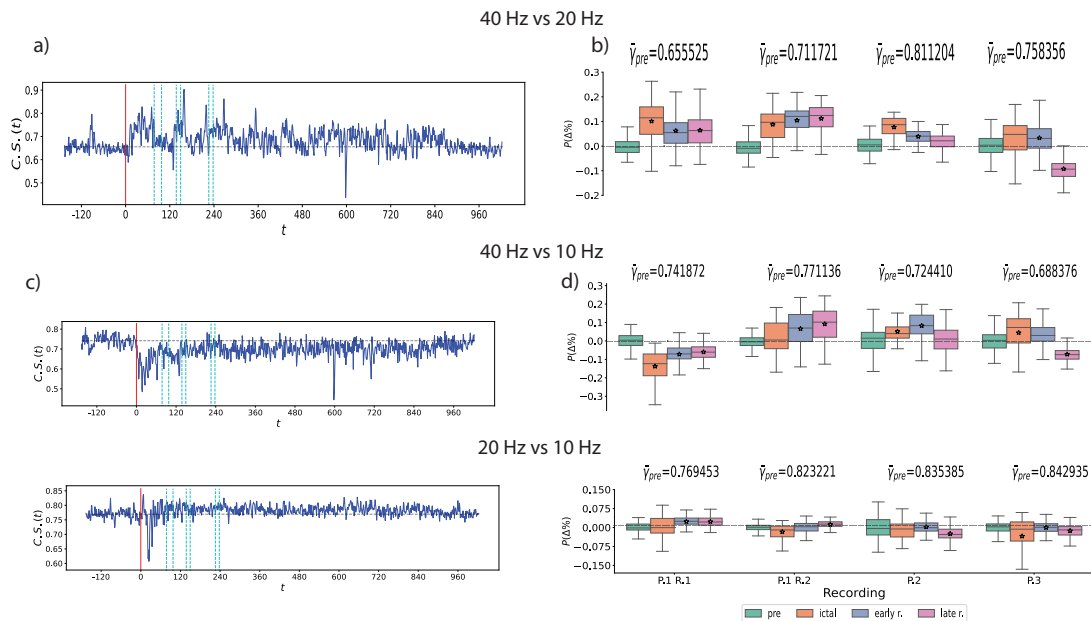 40 Hz vs 20 Hz
a)
C.S.(t)
0.9
0.8
0.7
0.6
0.5
-120 0 120 240 360 480 600 720 840 960
t
b)
γ̄pre=0.655525 γ̄pre=0.711721 γ̄pre=0.811204 γ̄pre=0.758356
P(Δ%)
0.3
0.2
0.1
0.0
−0.1
−0.2
40 Hz vs 10 Hz
c)
C.S.(t)
0.8
0.7
0.6
0.5
-120 0 120 240 360 480 600 720 840 960
t
d)
γ̄pre=0.741872 γ̄pre=0.771136 γ̄pre=0.724410 γ̄pre=0.688376
P(Δ%)
0.3
0.2
0.1
0.0
−0.1
−0.2
−0.3
20 Hz vs 10 Hz
C.S.(t)
0.85
0.80
0.75
0.70
0.65
0.60
-120 0 120 240 360 480 600 720 840 960
t
γ̄pre=0.769453 γ̄pre=0.823221 γ̄pre=0.835385 γ̄pre=0.842935
P(Δ%)
0.150
0.075
0.000
−0.075
−0.150
P.1 R.1 P.1 R.2 P.2 P.3
Recording
pre ictal early r. late r.